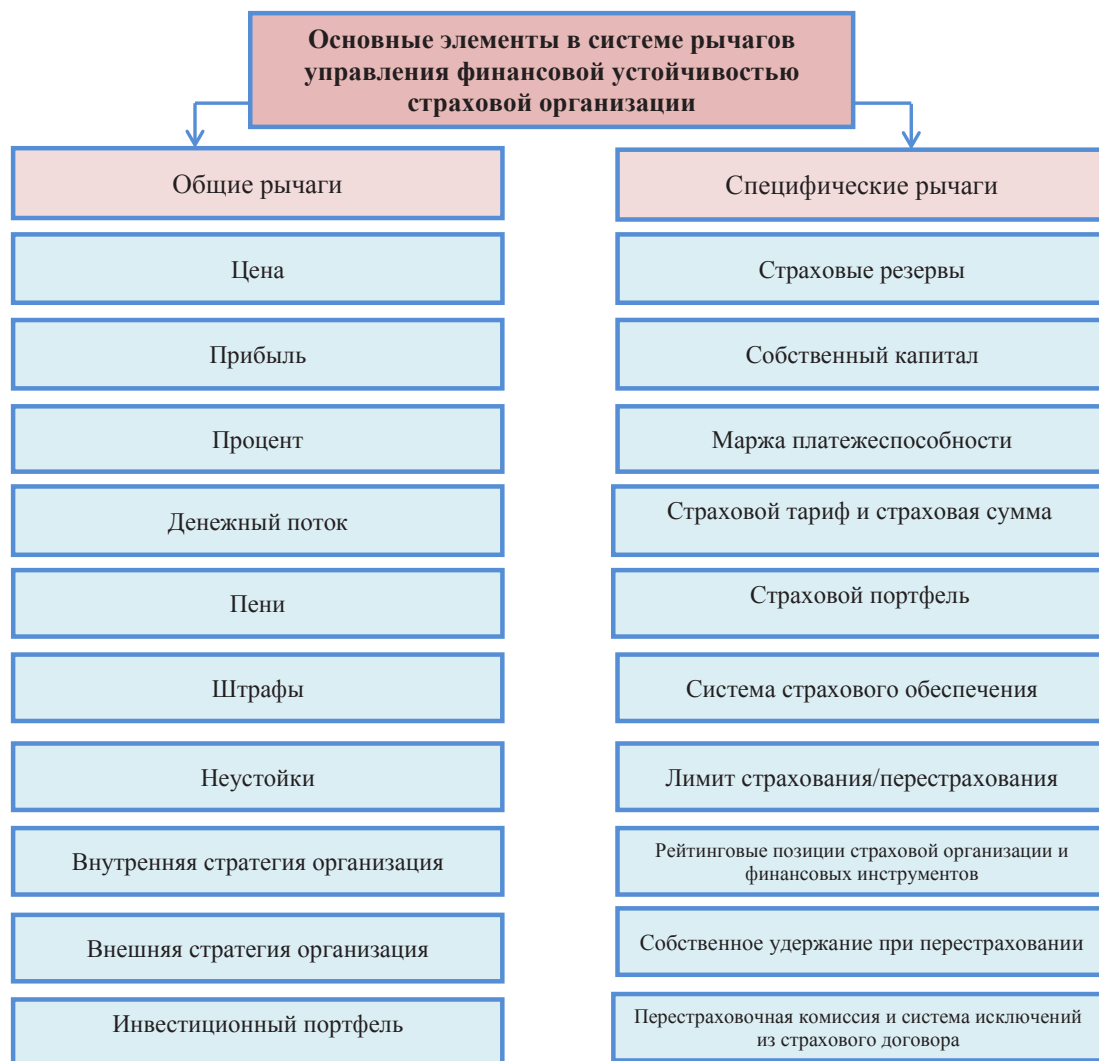 Основные элементы в системе рычагов
управления финансовой устойчивостью
страховой организации
Общие рычаги
Цена
Прибыль
Процент
Денежный поток
Пени
Штрафы
Неустойки
Внутренняя стратегия организация
Внешняя стратегия организация
Инвестиционный портфель
Специфические рычаги
Страховые резервы
Собственный капитал
Маржа платежеспособности
Страховой тариф и страховая сумма
Страховой портфель
Система страхового обеспечения
Лимит страхования/перестрахования
Рейтинговые позиции страховой организации и
финансовых инструментов
Собственное удержание при перестраховании
Перестраховочная комиссия и система исключений
из страхового договора